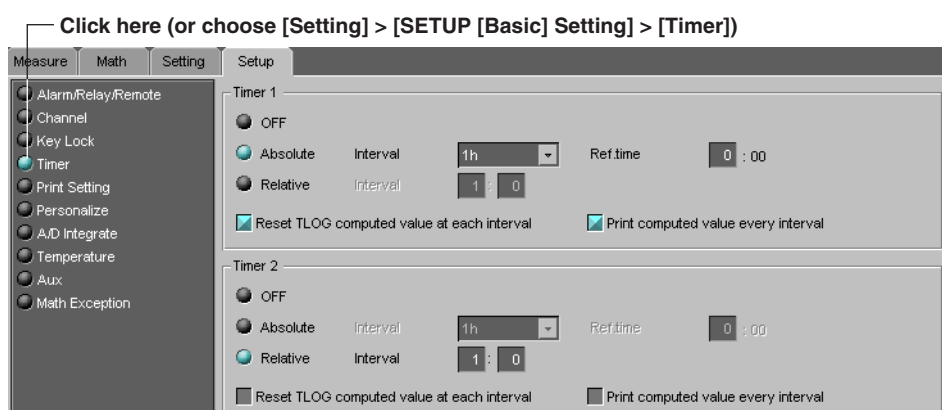 Click here (or choose [Setting] > [SETUP [Basic] Setting] > [Timer])
Measure Math Setting Setup
Alarm/Relay/Remote
Channel
Key Lock
Timer
Print Setting
Personalize
A/D Integrate
Temperature
Aux
Math Exception
Timer 1
OFF
Absolute Interval 1h Ref.time 0 : 00
Relative Interval 1 : 0
Reset TLOG computed value at each interval Print computed value every interval
Timer 2
OFF
Absolute Interval 1h Ref.time 0 : 00
Relative Interval 1 : 0
Reset TLOG computed value at each interval Print computed value every interval